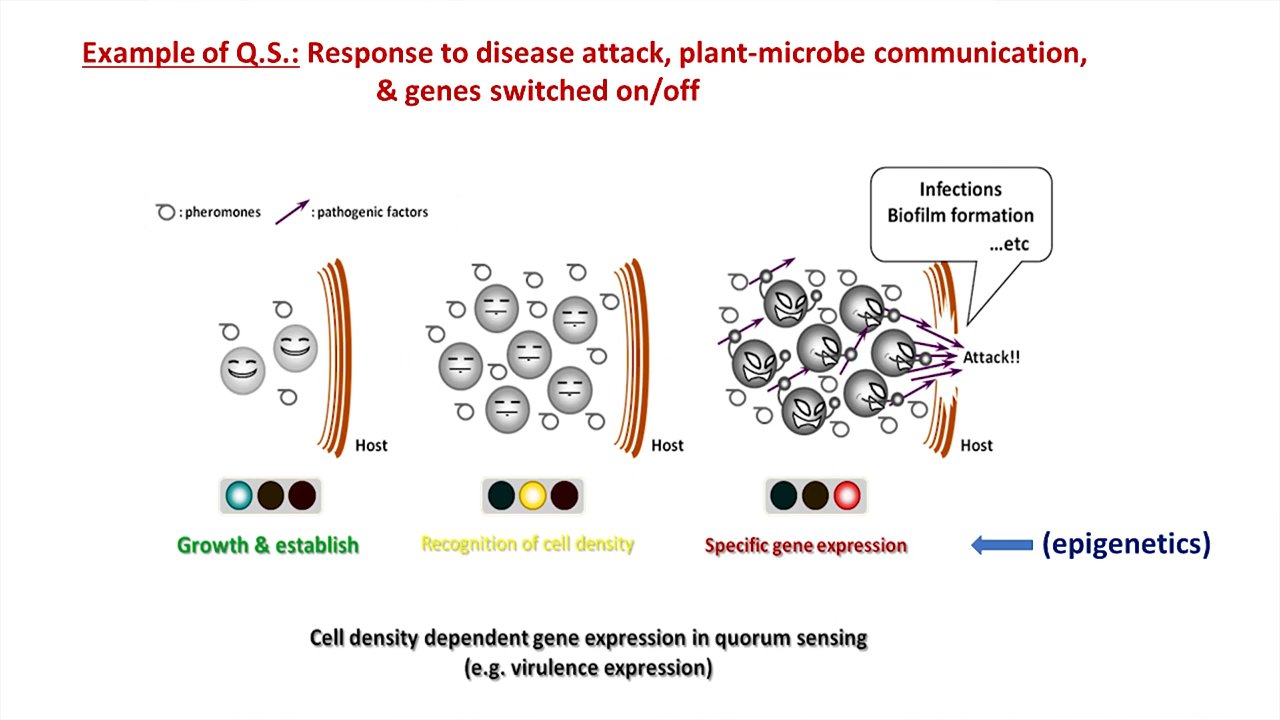 Example of Q.S.: Response to disease attack, plant-microbe communication,
& genes switched on/off
: pheromones
: pathogenic factors
Infections
Biofilm formation
...etc
Attack!!
Host
Host
Host
Growth & establish
Recognition of cell density
Specific gene expression
(epigenetics)
Cell density dependent gene expression in quorum sensing
(e.g. virulence expression)